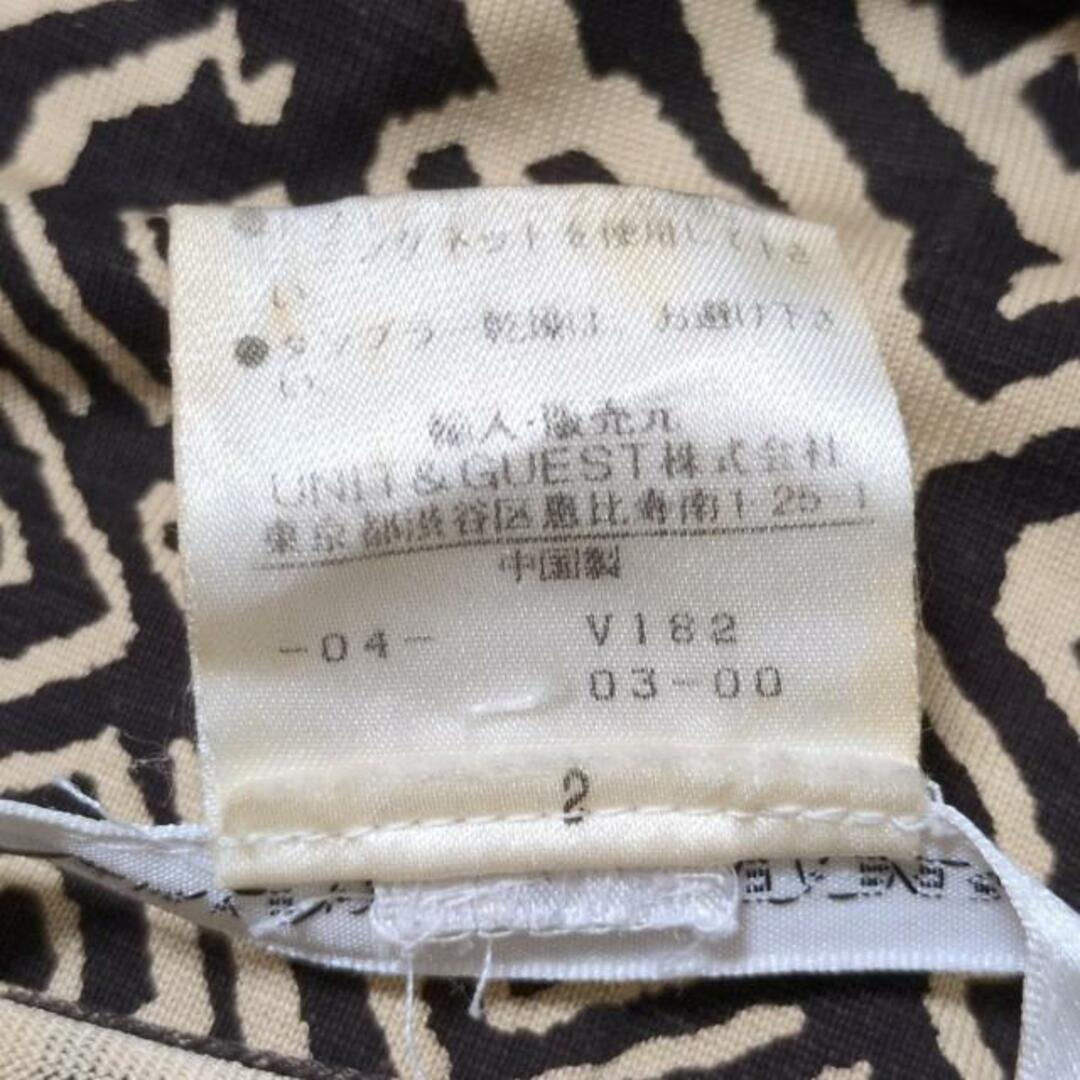 ネットを使用して下さ
い
●タンブラー乾燥は、お避け下さ
い
輸入・販売元
UNIT&GUEST株式会社
東京都渋谷区恵比寿南1-25-1
中国製
-04- V182
03-00
2